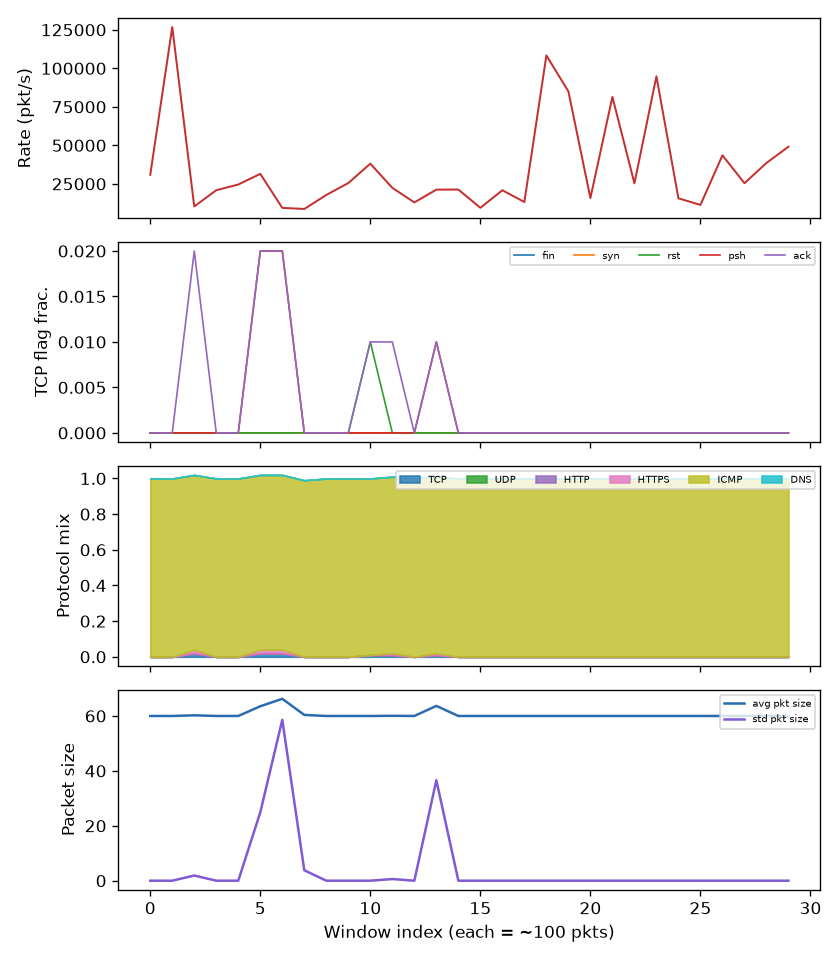 125000
100000
75000
50000
25000
Rate (pkt/s)
0.020
0.015
0.010
0.005
0.000
TCP flag frac.
fin syn rst psh ack
1.0
0.8
0.6
0.4
0.2
0.0
Protocol mix
TCP UDP HTTP HTTPS ICMP DNS
60
40
20
0
Packet size
avg pkt size
std pkt size
0 5 10 15 20 25 30
Window index (each = ~100 pkts)